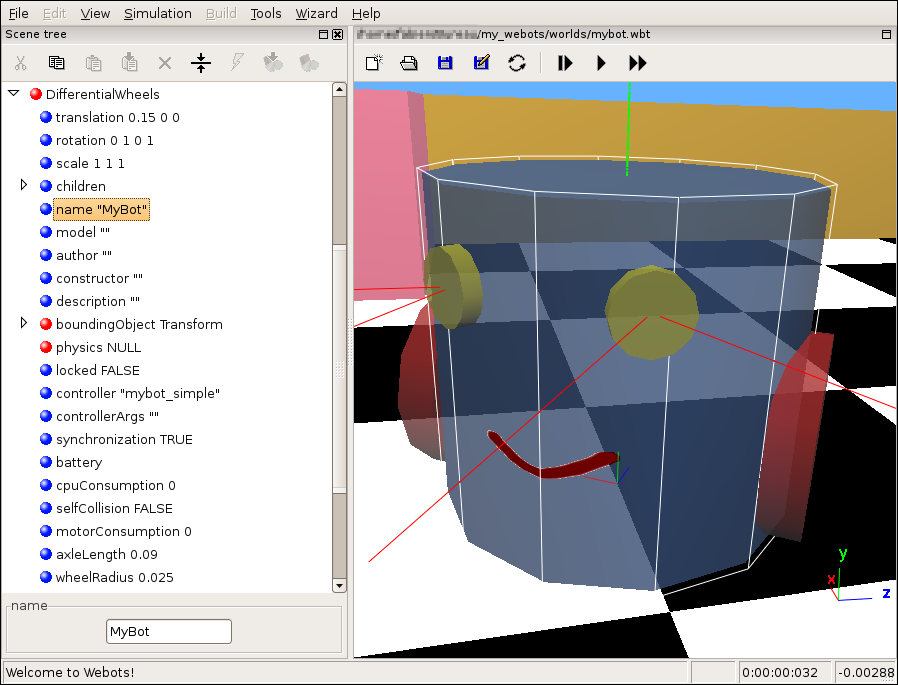 File Edit View Simulation Build Tools Wizard Help
Scene tree
/my_webots/worlds/mybot.wbt
DifferentialWheels
translation 0.15 0 0
rotation 0 1 0 1
scale 1 1 1
children
name "MyBot"
model ""
author ""
constructor ""
description ""
boundingObject Transform
physics NULL
locked FALSE
controller "mybot_simple"
controllerArgs ""
synchronization TRUE
battery
cpuConsumption 0
selfCollision FALSE
motorConsumption 0
axleLength 0.09
wheelRadius 0.025
name
MyBot
y
x
z
Welcome to Webots!
0:00:00:032
-0.00288